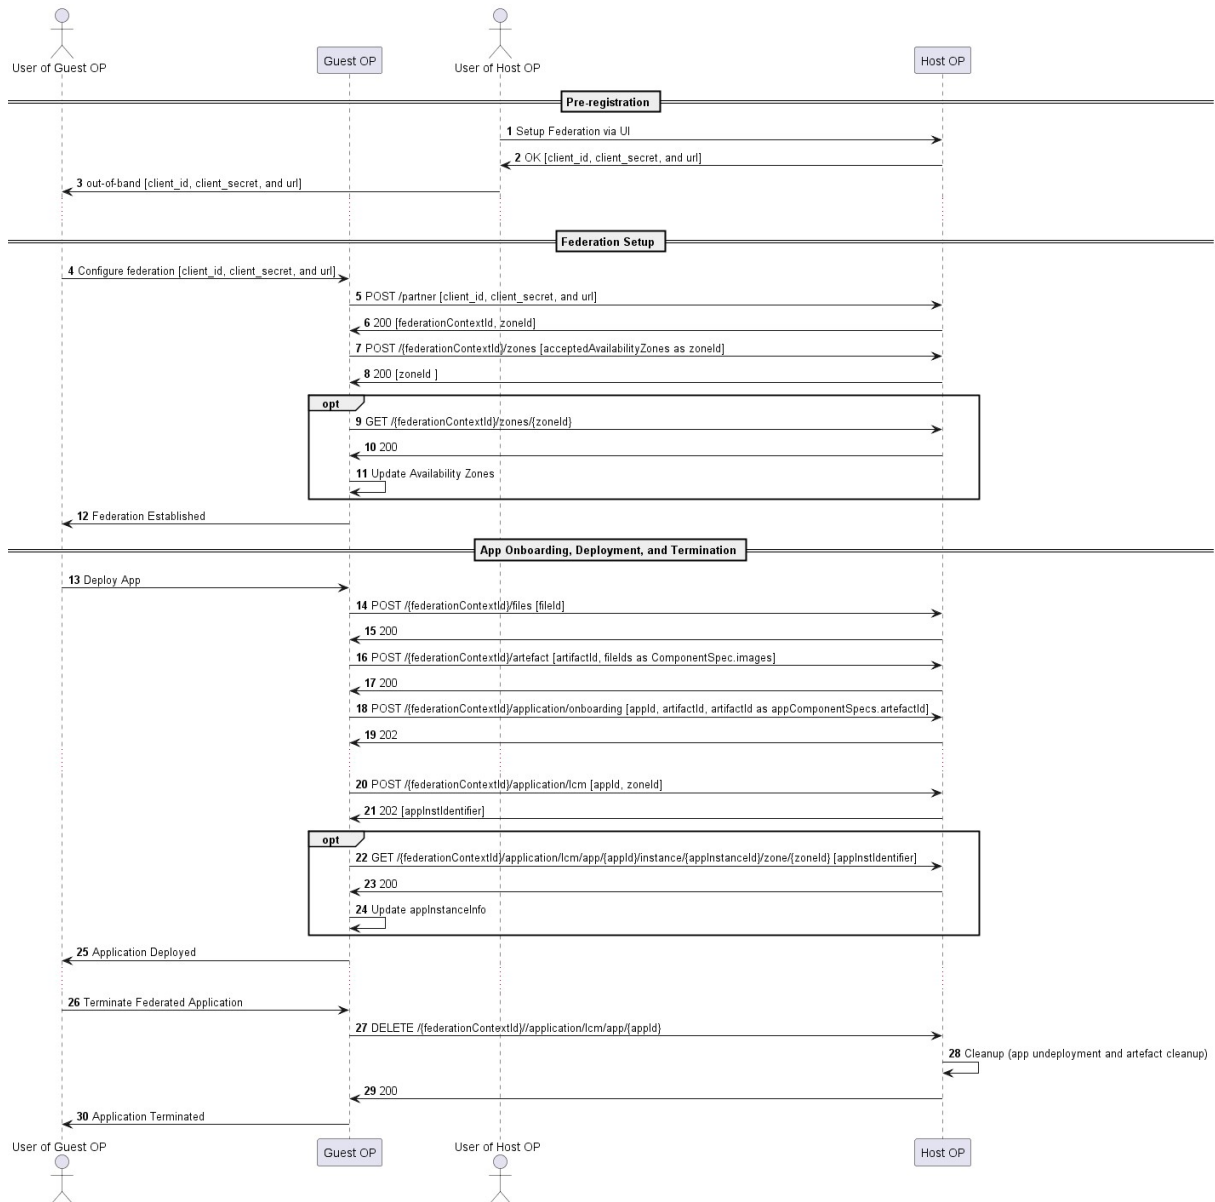 User of Guest OP
Guest OP
User of Host OP
Host OP
Pre-registration
1 Setup Federation via UI
2 OK [client_id, client_secret, and url]
3 out-of-band [client_id, client_secret, and url]
Federation Setup
4 Configure federation [client_id, client_secret, and url]
5 POST /partner [client_id, client_secret, and url]
6 200 [federationContextId, zoneId]
7 POST /{federationContextId}/zones [acceptedAvailabilityZones as zoneId]
8 200 [zoneId ]
opt
9 GET /{federationContextId}/zones/{zoneId}
10 200
11 Update Availability Zones
12 Federation Established
App Onboarding, Deployment, and Termination
13 Deploy App
14 POST /{federationContextId}/files [fileId]
15 200
16 POST /{federationContextId}/artefact [artifactId, fileIds as ComponentSpec.images]
17 200
18 POST /{federationContextId}/application/onboarding [appId, artifactId, artifactId as appComponentSpecs.artefactId]
19 202
20 POST /{federationContextId}/application/lcm [appId, zoneId]
21 202 [appInstIdentifier]
opt
22 GET /{federationContextId}/application/lcm/app/{appId}/instance/{appInstanceId}/zone/{zoneId} [appInstIdentifier]
23 200
24 Update appInstanceInfo
25 Application Deployed
26 Terminate Federated Application
27 DELETE /{federationContextId}//application/lcm/app/{appId}
28 Cleanup (app undeployment and artefact cleanup)
29 200
30 Application Terminated
User of Guest OP
Guest OP
User of Host OP
Host OP